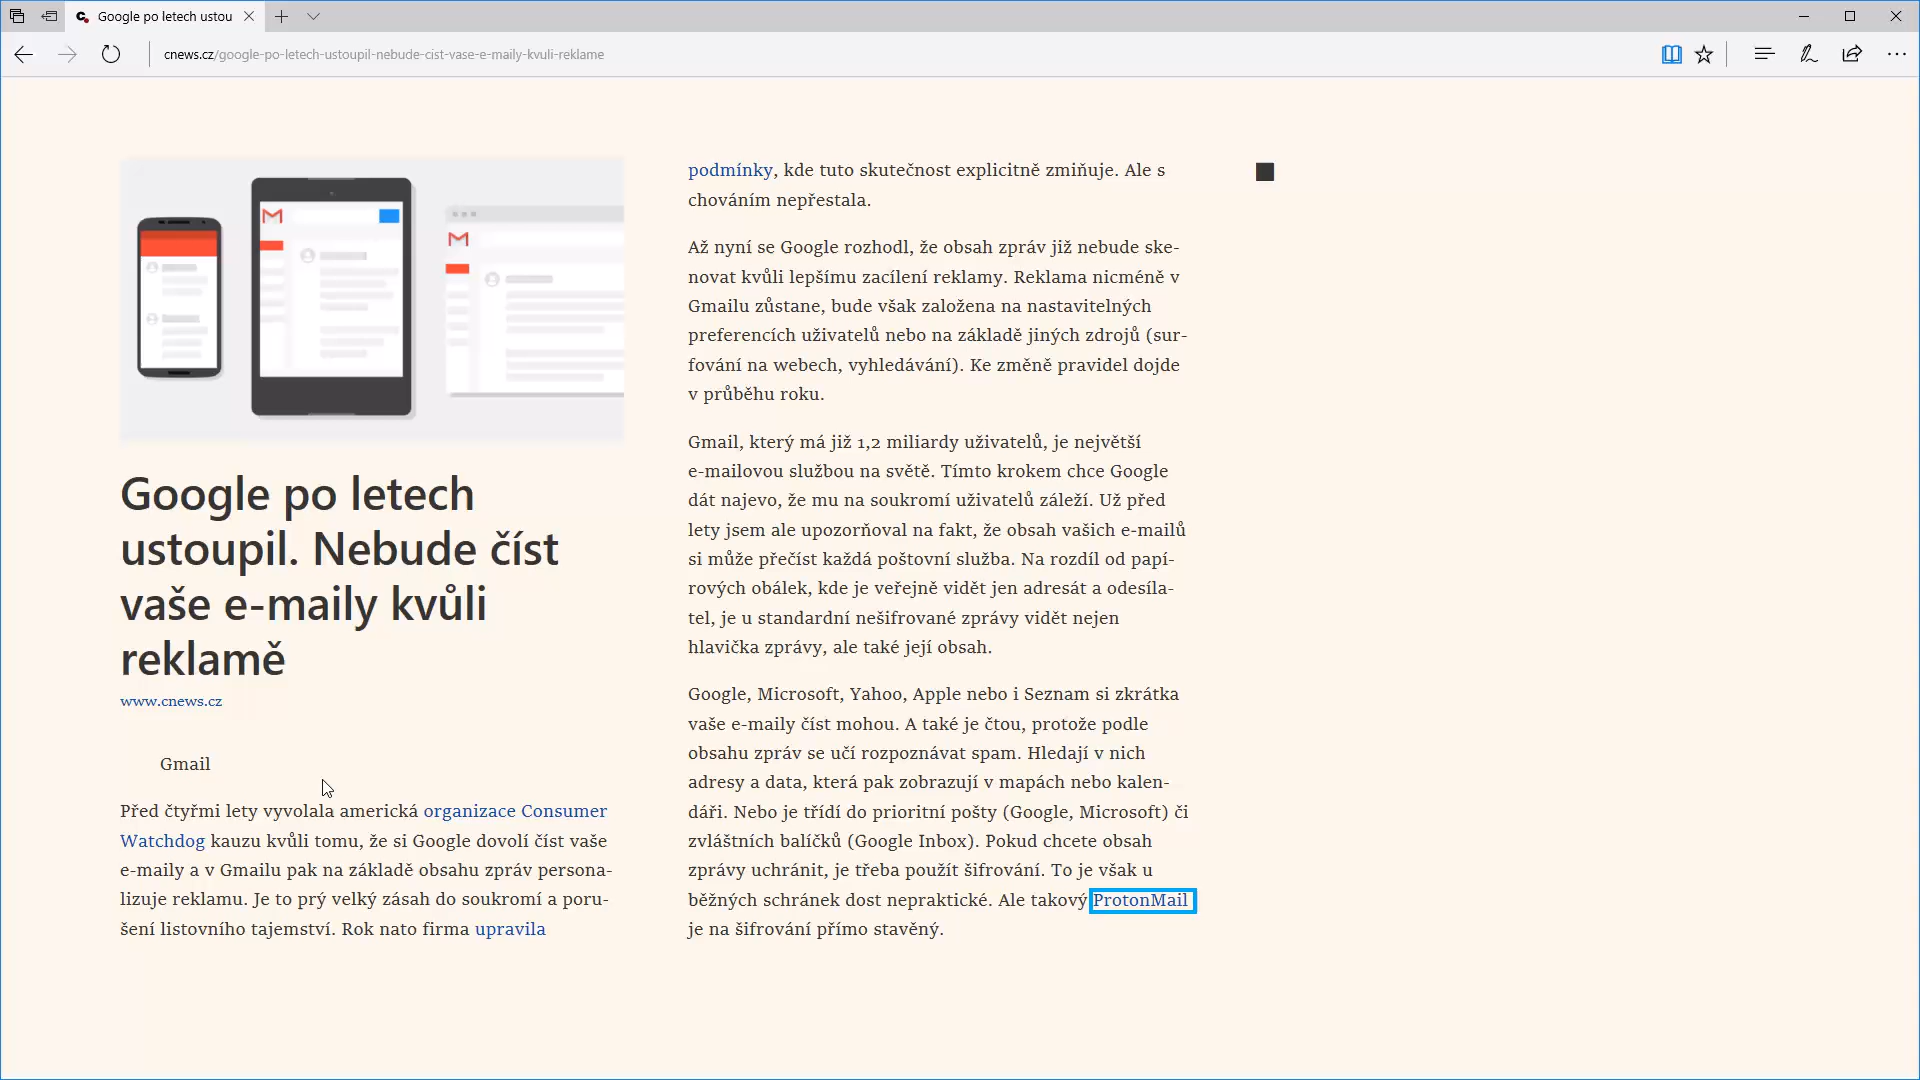 Google po letech ustou
cnews.cz/google-po-letech-ustoupil-nebude-cist-vase-e-maily-kvuli-reklame
Google po letech
ustoupil. Nebude číst
vaše e-maily kvůli
reklamě
www.cnews.cz
Gmail
Před čtyřmi lety vyvolala americká organizace Consumer
Watchdog kauzu kvůli tomu, že si Google dovolí číst vaše
e-maily a v Gmailu pak na základě obsahu zpráv persona-
lizuje reklamu. Je to prý velký zásah do soukromí a poru-
šení listovního tajemství. Rok nato firma upravila
podmínky, kde tuto skutečnost explicitně zmiňuje. Ale s
chováním nepřestala.
Až nyní se Google rozhodl, že obsah zpráv již nebude ske-
novat kvůli lepšímu zacílení reklamy. Reklama nicméně v
Gmailu zůstane, bude však založena na nastavitelných
preferencích uživatelů nebo na základě jiných zdrojů (sur-
fování na webech, vyhledávání). Ke změně pravidel dojde
v průběhu roku.
Gmail, který má již 1,2 miliardy uživatelů, je největší
e-mailovou službou na světě. Tímto krokem chce Google
dát najevo, že mu na soukromí uživatelů záleží. Už před
lety jsem ale upozorňoval na fakt, že obsah vašich e-mailů
si může přečíst každá poštovní služba. Na rozdíl od papí-
rových obálek, kde je veřejně vidět jen adresát a odesíla-
tel, je u standardní nešifrované zprávy vidět nejen
hlavička zprávy, ale také její obsah.
Google, Microsoft, Yahoo, Apple nebo i Seznam si zkrátka
vaše e-maily číst mohou. A také je čtou, protože podle
obsahu zpráv se učí rozpoznávat spam. Hledají v nich
adresy a data, která pak zobrazují v mapách nebo kalen-
dáři. Nebo je třídí do prioritní pošty (Google, Microsoft) či
zvláštních balíčků (Google Inbox). Pokud chcete obsah
zprávy uchránit, je třeba použít šifrování. To je však u
běžných schránek dost nepraktické. Ale takový ProtonMail
je na šifrování přímo stavěný.